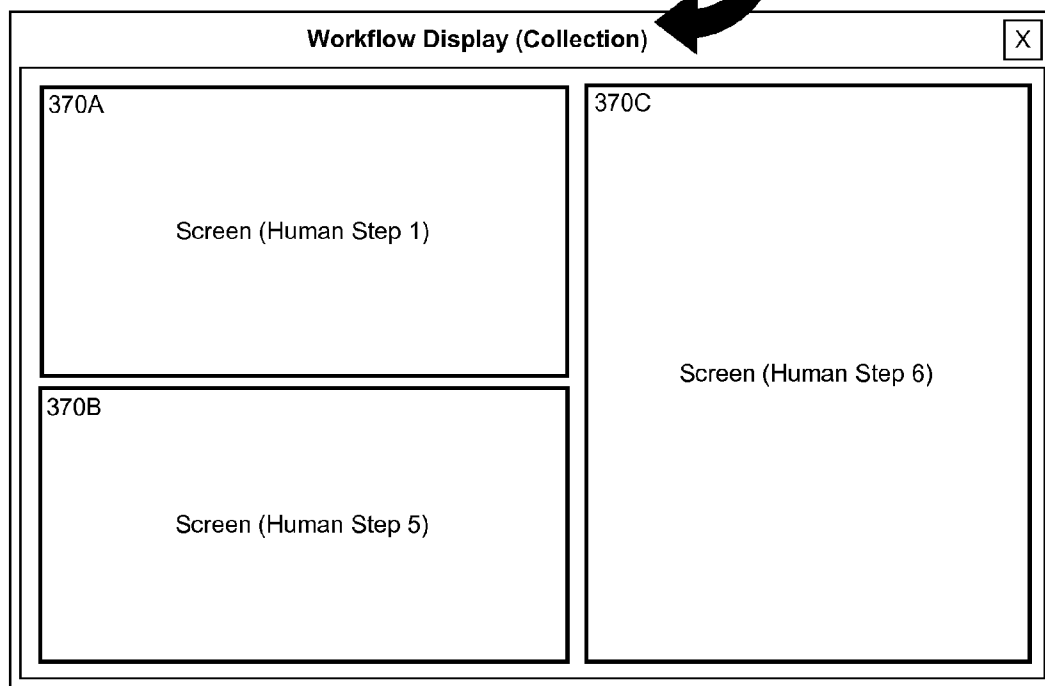 Workflow Display (Collection)
X
370A
Screen (Human Step 1)
370B
Screen (Human Step 5)
370C
Screen (Human Step 6)